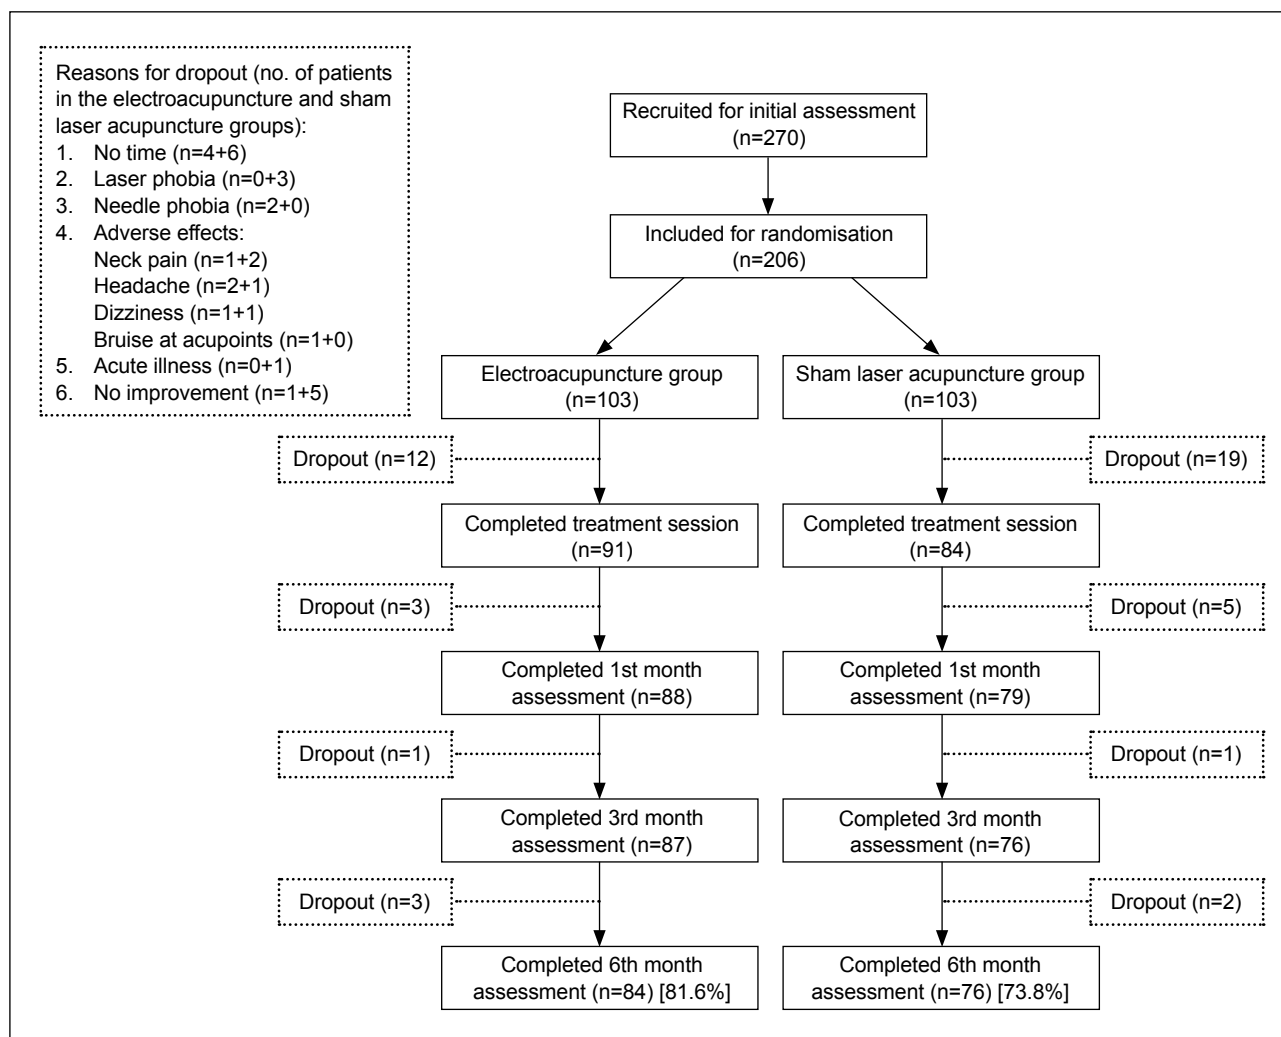 Reasons for dropout (no. of patients
in the electroacupuncture and sham
laser acupuncture groups):
1. No time (n=4+6)
2. Laser phobia (n=0+3)
3. Needle phobia (n=2+0)
4. Adverse effects:
Neck pain (n=1+2)
Headache (n=2+1)
Dizziness (n=1+1)
Bruise at acupoints (n=1+0)
5. Acute illness (n=0+1)
6. No improvement (n=1+5)
Recruited for initial assessment
(n=270)
Included for randomisation
(n=206)
Electroacupuncture group
(n=103)
Sham laser acupuncture group
(n=103)
Dropout (n=12)
Dropout (n=19)
Completed treatment session
(n=91)
Completed treatment session
(n=84)
Dropout (n=3)
Dropout (n=5)
Completed 1st month
assessment (n=88)
Completed 1st month
assessment (n=79)
Dropout (n=1)
Dropout (n=1)
Completed 3rd month
assessment (n=87)
Completed 3rd month
assessment (n=76)
Dropout (n=3)
Dropout (n=2)
Completed 6th month
assessment (n=84) [81.6%]
Completed 6th month
assessment (n=76) [73.8%]